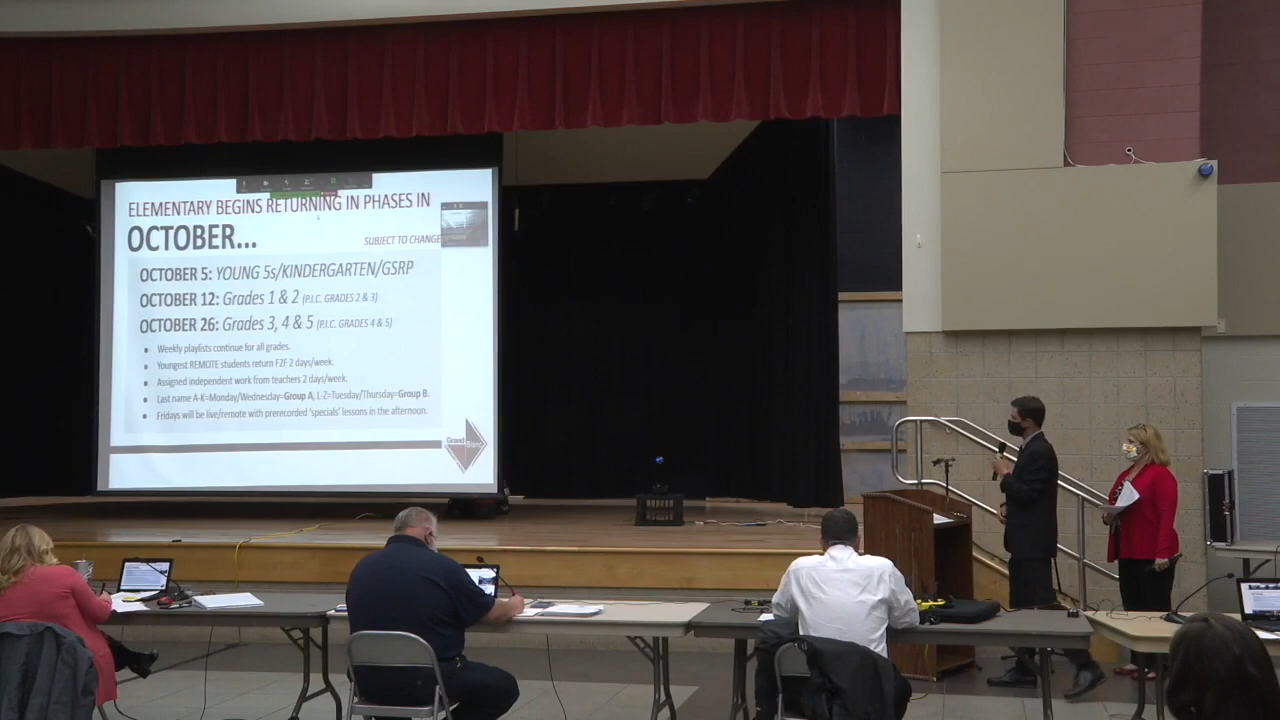 ELEMENTARY BEGINS RETURNING IN PHASES IN
OCTOBER...
SUBJECT TO CHANGE
OCTOBER 5: YOUNG 5s/KINDERGARTEN/GSRP
OCTOBER 12: Grades 1 & 2 (P.I.C. GRADES 2 & 3)
OCTOBER 26: Grades 3, 4 & 5 (P.I.C. GRADES 4 & 5)
• Weekly playlists continue for all grades.
• Youngest REMOTE students return F2F 2 days/week.
• Assigned independent work from teachers 2 days/week.
• Last name A-K=Monday/Wednesday=Group A, L-Z=Tuesday/Thursday=Group B.
• Fridays will be live/remote with prerecorded 'specials' lessons in the afternoon.
Grand Blanc